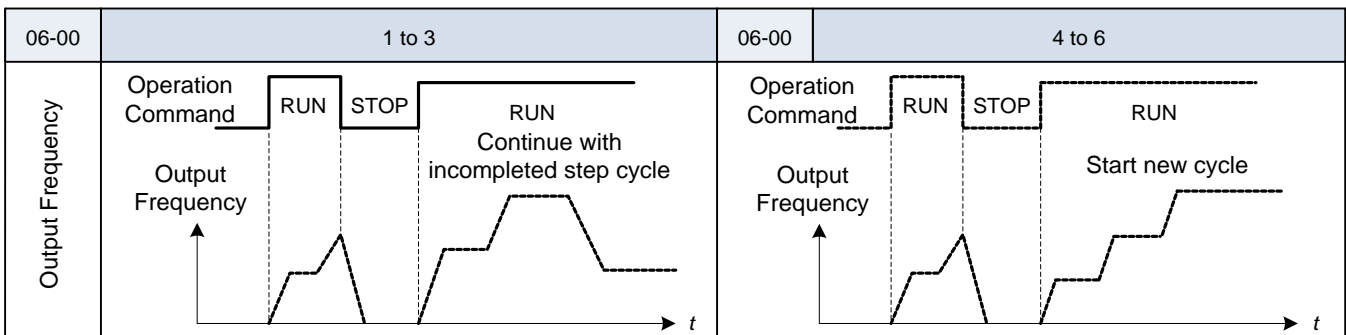 06-00
1 to 3
06-00
4 to 6
Output Frequency
Operation
Command
RUN
STOP
RUN
Continue with
incompleted step cycle
Output
Frequency
t
Operation
Command
RUN
STOP
RUN
Start new cycle
Output
Frequency
t